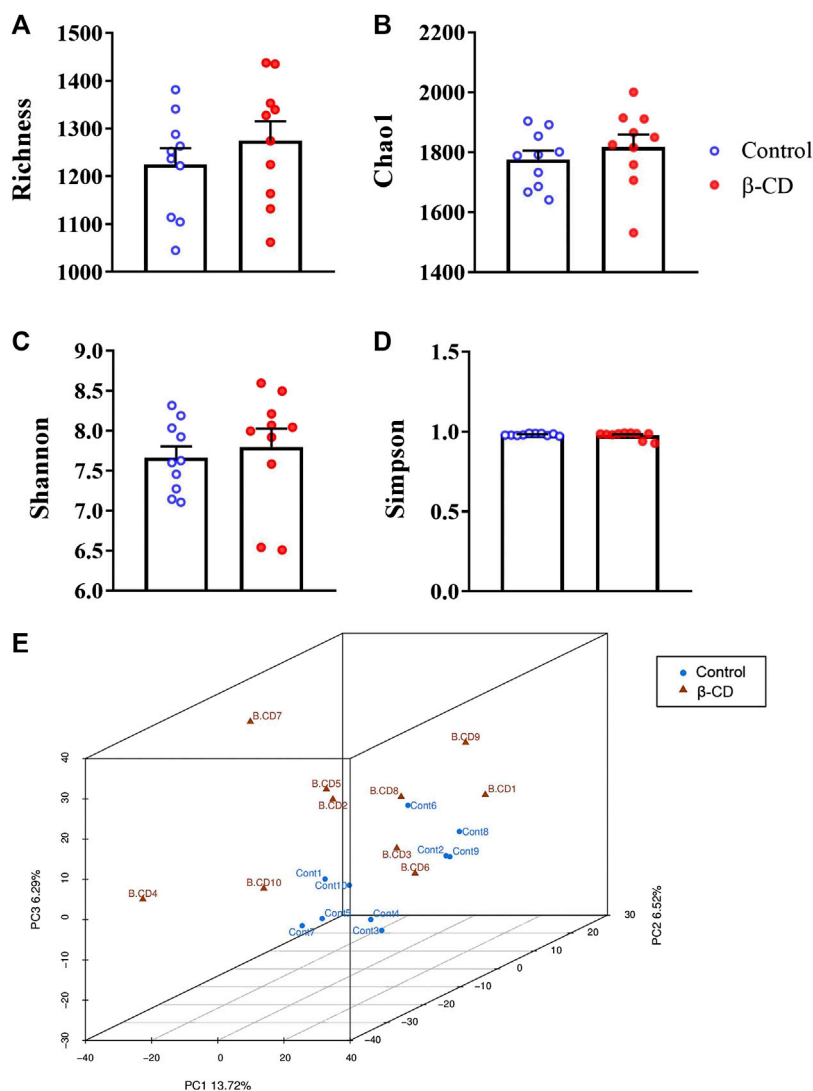 A
Richness
1500
1400
1300
1200
1100
1000
B
Chao1
2200
2000
1800
1600
1400
Control
β-CD
C
Shannon
9.0
8.5
8.0
7.5
7.0
6.5
6.0
D
Simpson
1.5
1.0
0.5
0.0
E
Control
β-CD
B.CD7
B.CD9
B.CD5
B.CD2
B.CD8
B.CD1
Cont6
Cont8
B.CD3
Cont2
Cont9
B.CD6
Cont1
Cont10
B.CD10
B.CD4
Cont5
Cont4
Cont7
Cont3
PC3 6.29%
40
30
20
10
0
−10
−20
−30
PC2 6.52%
30
20
10
0
−10
−20
−30
−40
−40
−20
0
20
40
PC1 13.72%